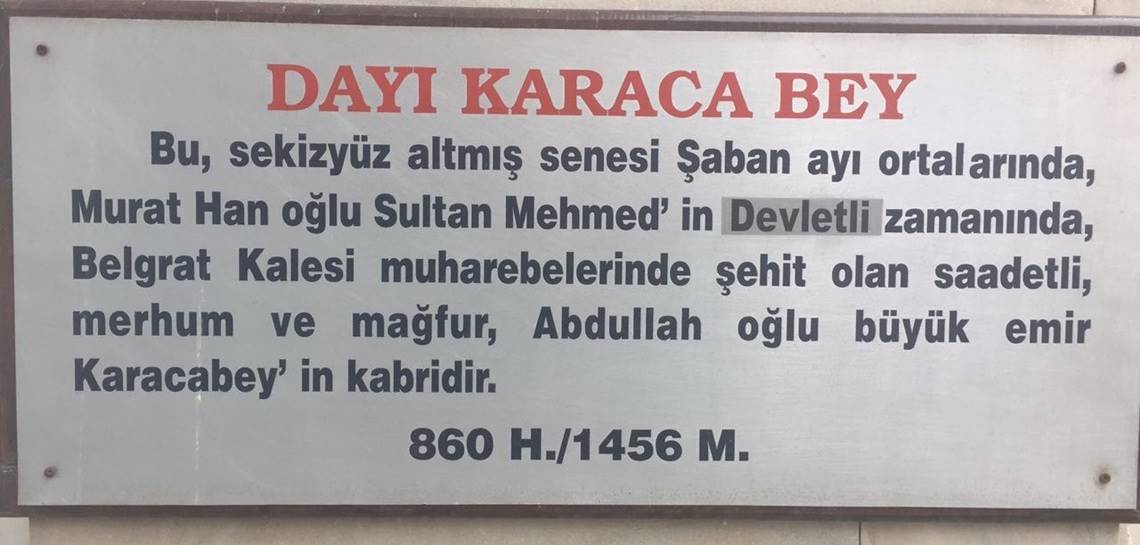 DAYI KARACA BEY
Bu, sekizyüz altmış senesi Şaban ayı ortalarında,
Murat Han oğlu Sultan Mehmed' in Devletli zamanında,
Belgrat Kalesi muharebelerinde şehit olan saadetli,
merhum ve mağfur, Abdullah oğlu büyük emir
Karacabey' in kabridir.
860 H./1456 M.